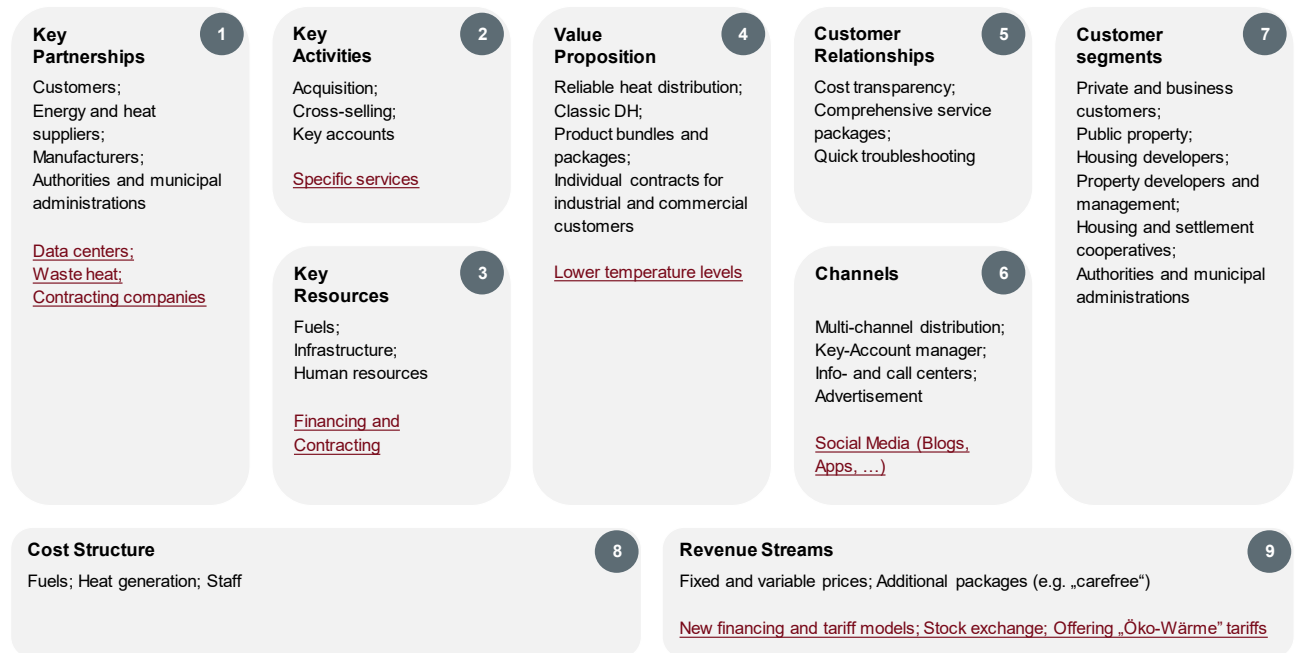 Key
Partnerships
1
Customers;
Energy and heat
suppliers;
Manufacturers;
Authorities and municipal
administrations
Data centers;
Waste heat;
Contracting companies
Key
Activities
2
Acquisition;
Cross-selling;
Key accounts
Specific services
Key
Resources
3
Fuels;
Infrastructure;
Human resources
Financing and
Contracting
Value
Proposition
4
Reliable heat distribution;
Classic DH;
Product bundles and
packages;
Individual contracts for
industrial and commercial
customers
Lower temperature levels
Customer
Relationships
5
Cost transparency;
Comprehensive service
packages;
Quick troubleshooting
Channels
6
Multi-channel distribution;
Key-Account manager;
Info- and call centers;
Advertisement
Social Media (Blogs,
Apps, …)
Customer
segments
7
Private and business
customers;
Public property;
Housing developers;
Property developers and
management;
Housing and settlement
cooperatives;
Authorities and municipal
administrations
Cost Structure
8
Fuels; Heat generation; Staff
Revenue Streams
9
Fixed and variable prices; Additional packages (e.g. „carefree“)
New financing and tariff models; Stock exchange; Offering „Öko-Wärme” tariffs